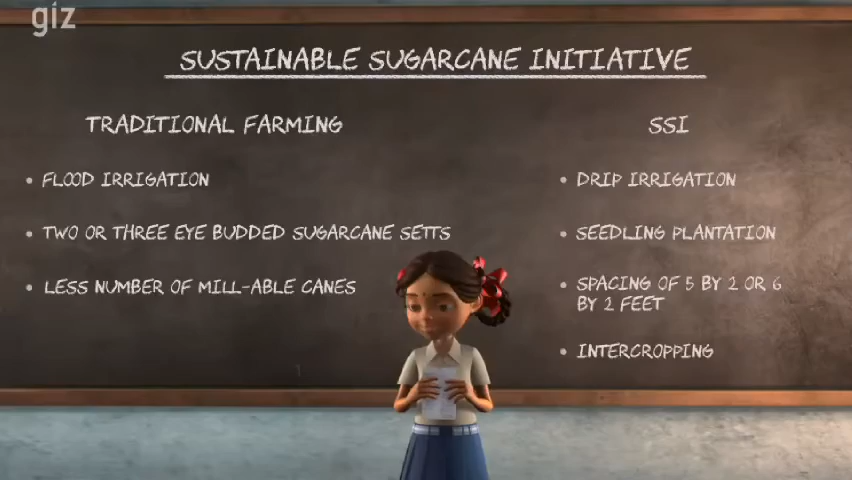 giz
SUSTAINABLE SUGARCANE INITIATIVE
TRADITIONAL FARMING
• FLOOD IRRIGATION
• TWO OR THREE EYE BUDDED SUGARCANE SETTS
• LESS NUMBER OF MILL-ABLE CANES
SSI
• DRIP IRRIGATION
• SEEDLING PLANTATION
• SPACING OF 5 BY 2 OR 6
BY 2 FEET
• INTERCROPPING